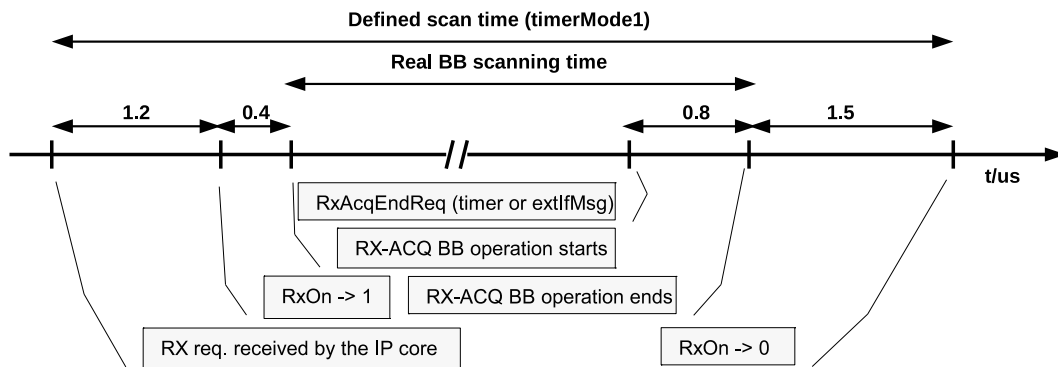 Defined scan time (timerMode1)
Real BB scanning time
1.2
0.4
0.8
1.5
t/us
RxAcqEndReq (timer or extIfMsg)
RX-ACQ BB operation starts
RxOn -> 1
RX-ACQ BB operation ends
RX req. received by the IP core
RxOn -> 0